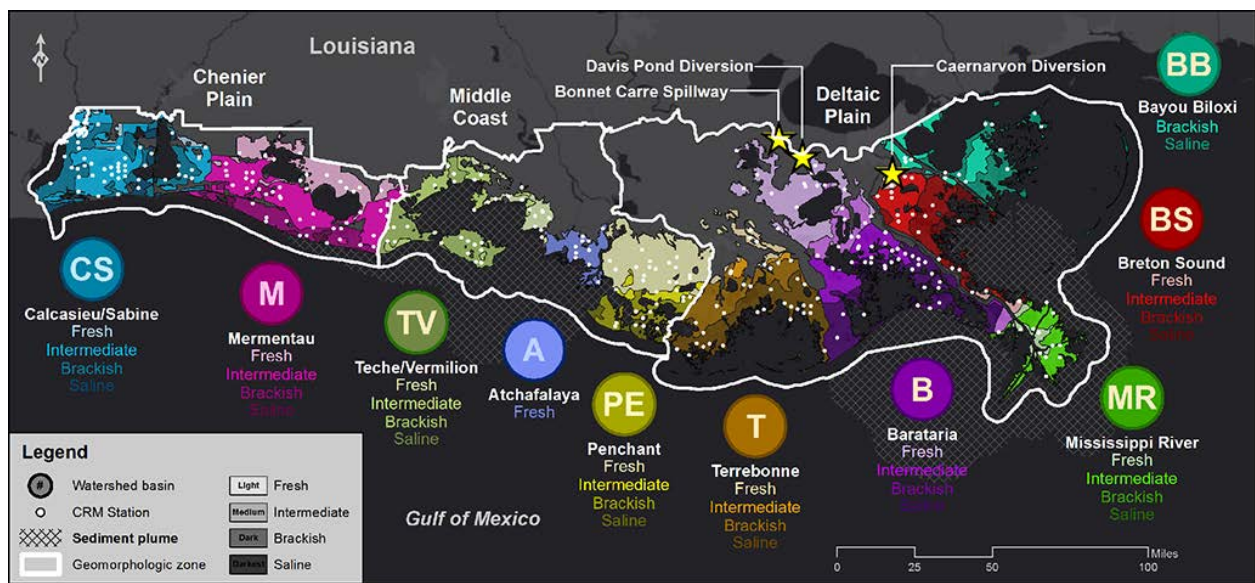 Louisiana
N
Chenier
Plain
Middle
Coast
Davis Pond Diversion
Bonnet Carre Spillway
Deltaic
Plain
Caernarvon Diversion
BB
Bayou Biloxi
Brackish
Saline
BS
Breton Sound
Fresh
Intermediate
Brackish
Saline
CS
Calcasieu/Sabine
Fresh
Intermediate
Brackish
Saline
M
Mermentau
Fresh
Intermediate
Brackish
Saline
TV
Teche/Vermilion
Fresh
Intermediate
Brackish
Saline
A
Atchafalaya
Fresh
PE
Penchant
Fresh
Intermediate
Brackish
Saline
T
Terrebonne
Fresh
Intermediate
Brackish
Saline
B
Barataria
Fresh
Intermediate
Brackish
Saline
MR
Mississippi River
Fresh
Intermediate
Brackish
Saline
Gulf of Mexico
Legend
# Watershed basin
CRM Station
Sediment plume
Geomorphologic zone
Light Fresh
Medium Intermediate
Dark Brackish
Darkest Saline
Miles
0 25 50 100